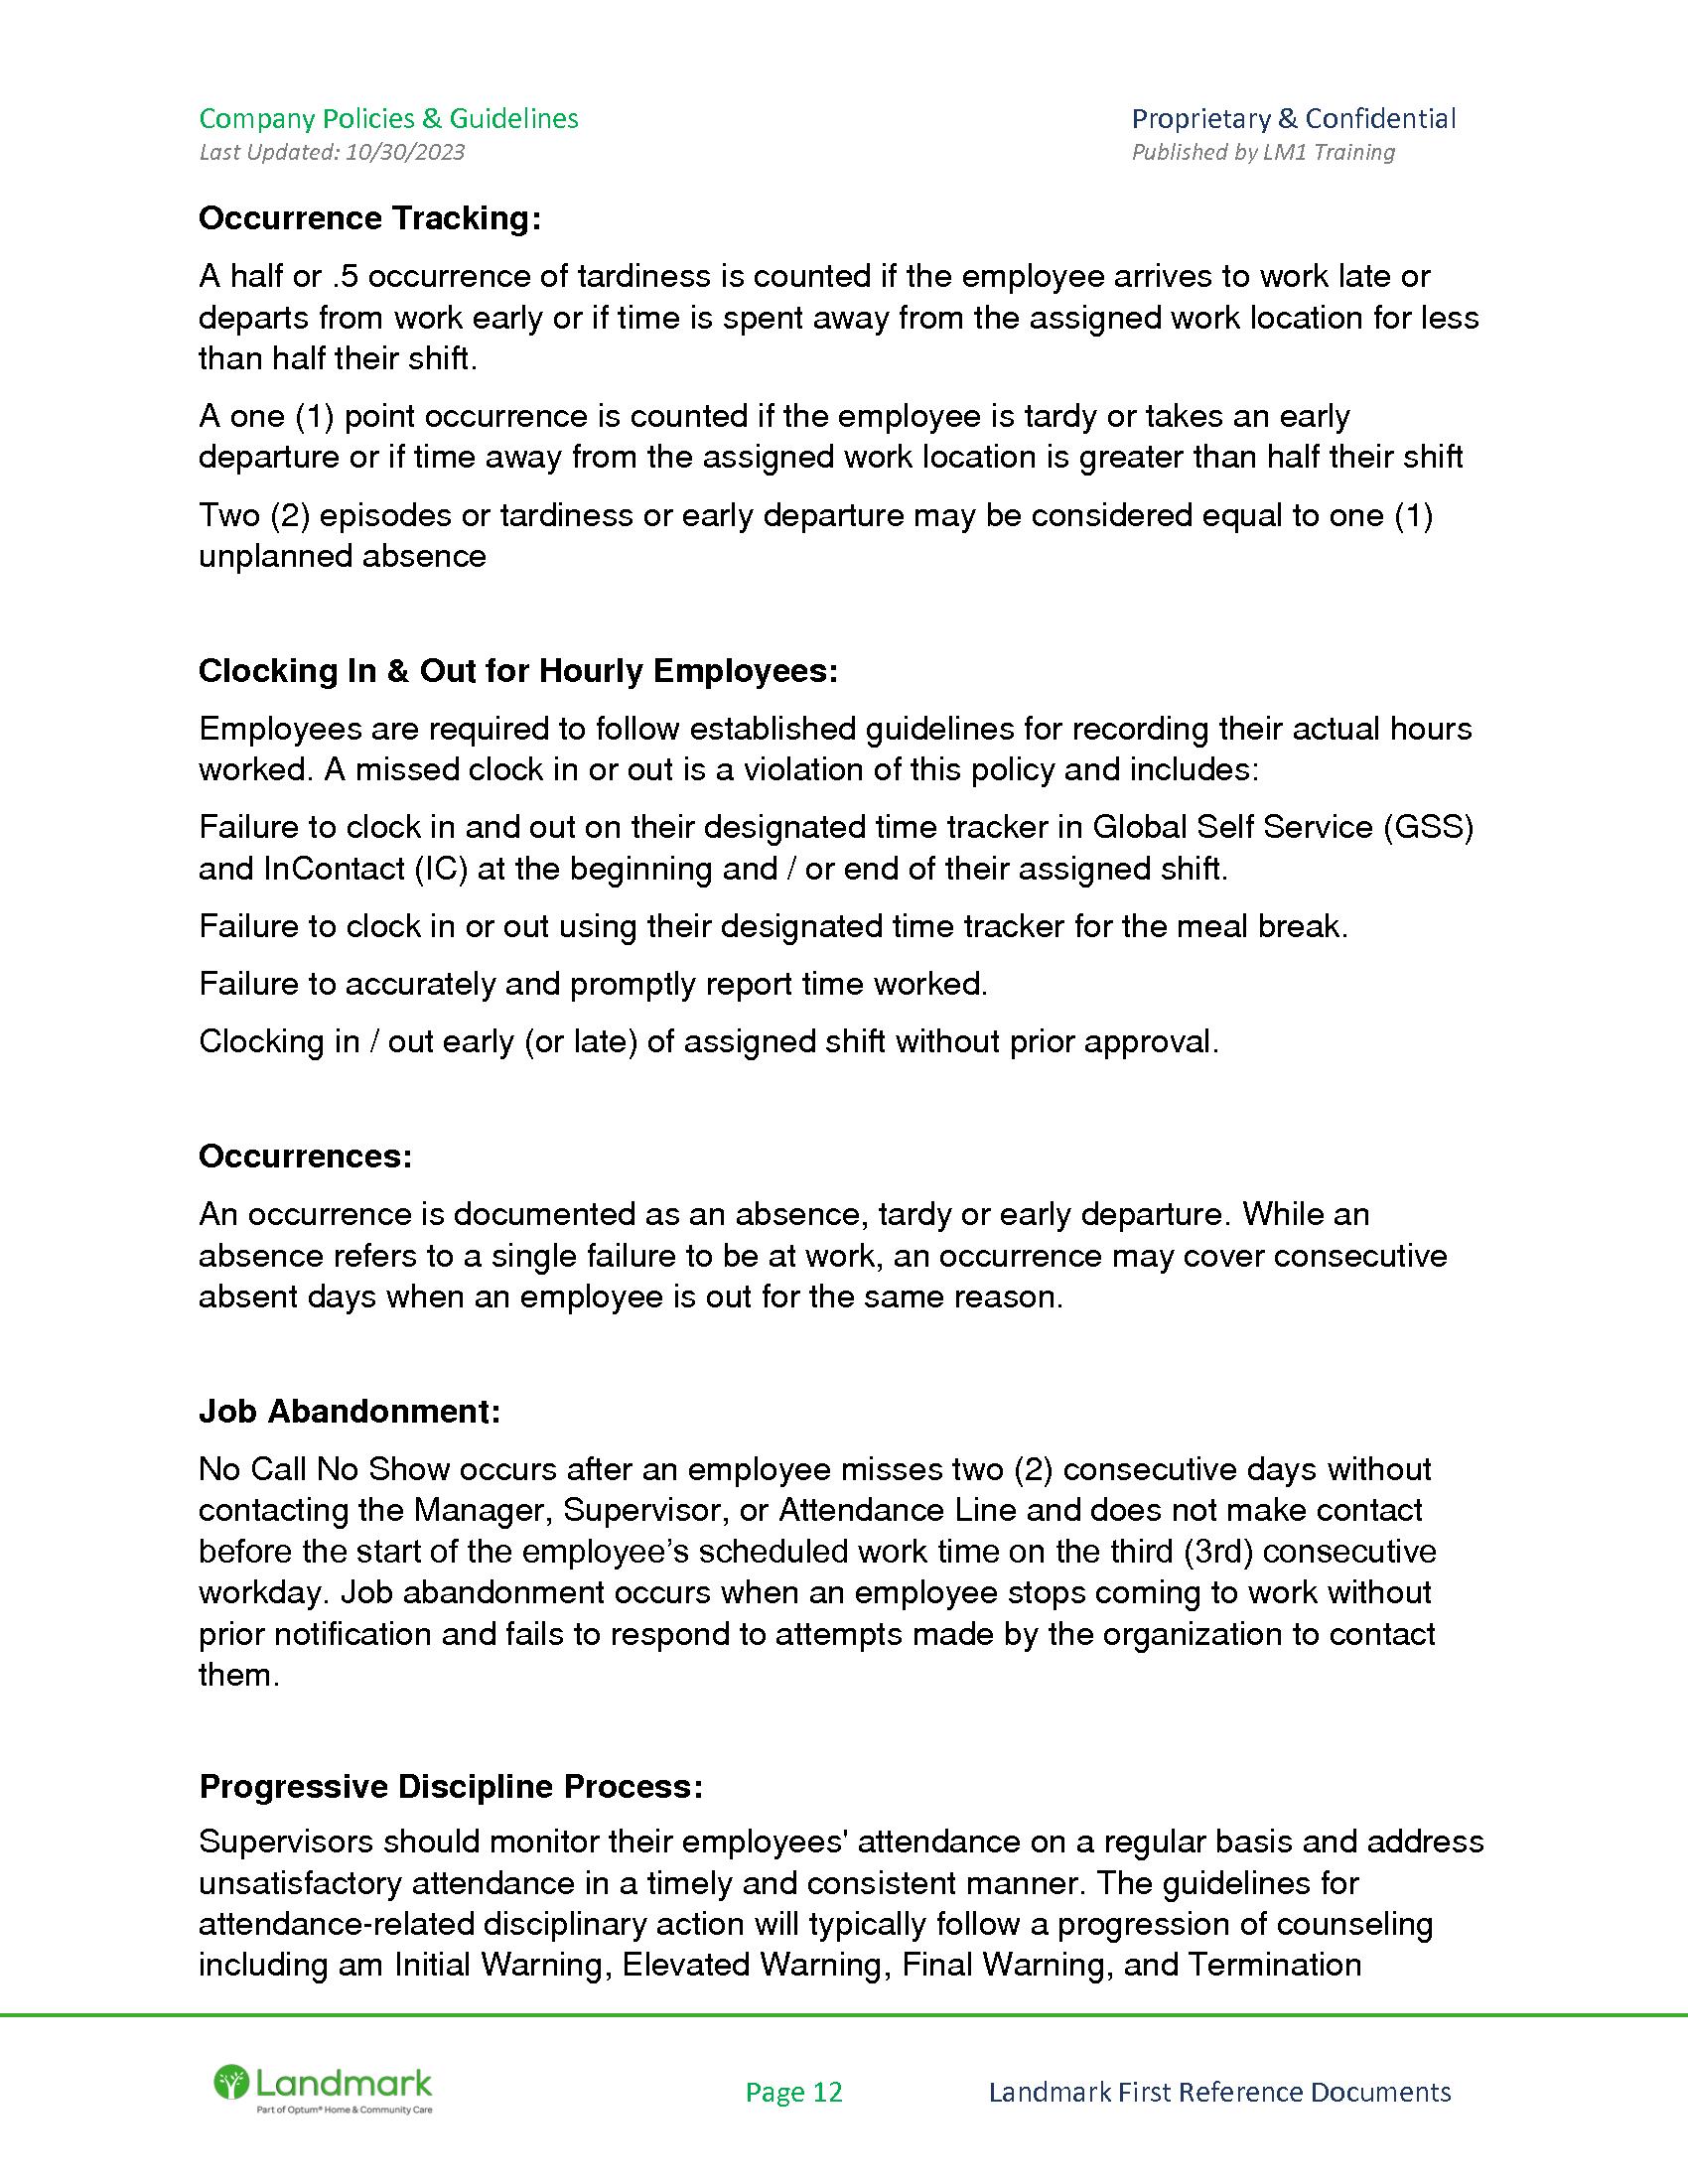 Company Policies & Guidelines
Proprietary & Confidential
Last Updated: 10/30/2023
Published by LM1 Training
Occurrence Tracking:
A half or .5 occurrence of tardiness is counted if the employee arrives to work late or
departs from work early or if time is spent away from the assigned work location for less
than half their shift.
A one (1) point occurrence is counted if the employee is tardy or takes an early
departure or if time away from the assigned work location is greater than half their shift
Two (2) episodes or tardiness or early departure may be considered equal to one (1)
unplanned absence
Clocking In & Out for Hourly Employees:
Employees are required to follow established guidelines for recording their actual hours
worked. A missed clock in or out is a violation of this policy and includes:
Failure to clock in and out on their designated time tracker in Global Self Service (GSS)
and InContact (IC) at the beginning and / or end of their assigned shift.
Failure to clock in or out using their designated time tracker for the meal break.
Failure to accurately and promptly report time worked.
Clocking in / out early (or late) of assigned shift without prior approval.
Occurrences:
An occurrence is documented as an absence, tardy or early departure. While an
absence refers to a single failure to be at work, an occurrence may cover consecutive
absent days when an employee is out for the same reason.
Job Abandonment:
No Call No Show occurs after an employee misses two (2) consecutive days without
contacting the Manager, Supervisor, or Attendance Line and does not make contact
before the start of the employee’s scheduled work time on the third (3rd) consecutive
workday. Job abandonment occurs when an employee stops coming to work without
prior notification and fails to respond to attempts made by the organization to contact
them.
Progressive Discipline Process:
Supervisors should monitor their employees' attendance on a regular basis and address
unsatisfactory attendance in a timely and consistent manner. The guidelines for
attendance-related disciplinary action will typically follow a progression of counseling
including am Initial Warning, Elevated Warning, Final Warning, and Termination
Landmark
Part of Optum® Home & Community Care
Page 12
Landmark First Reference Documents